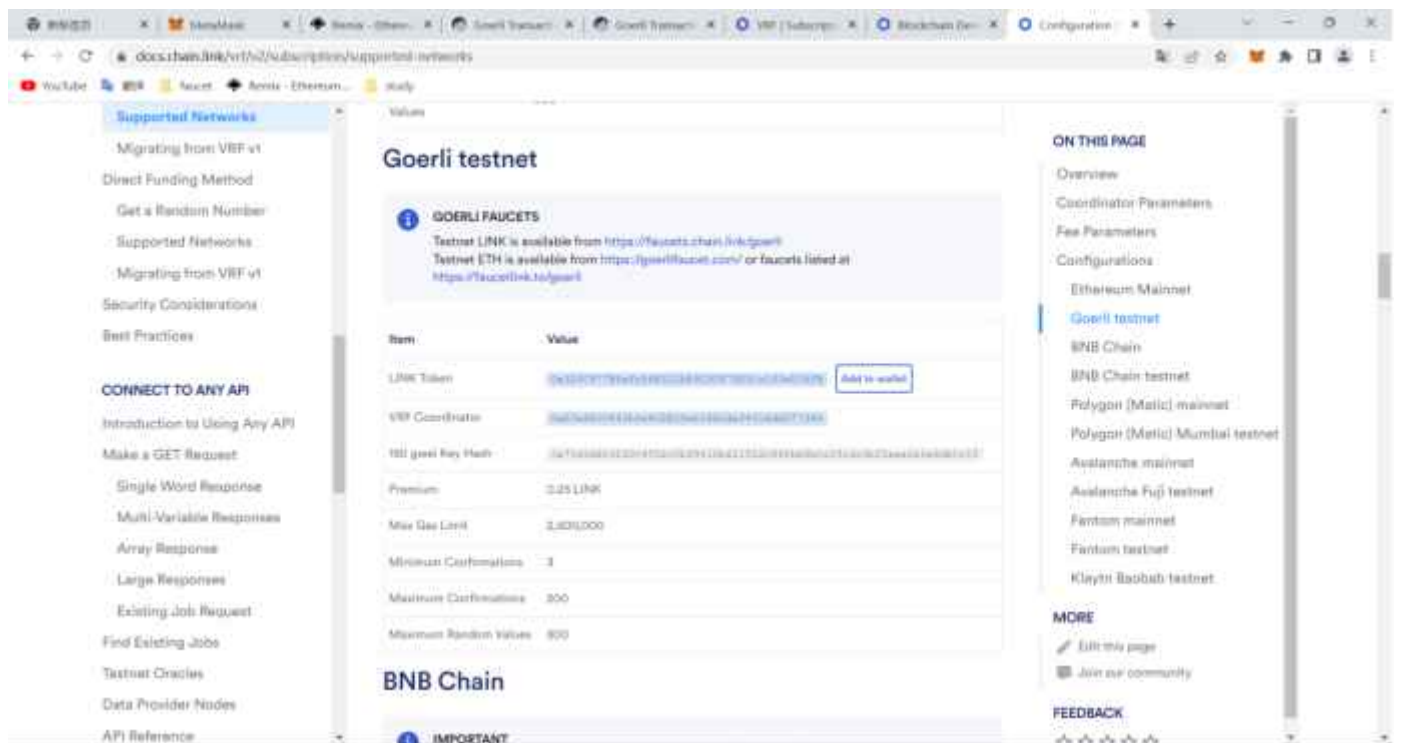 MetaMask
Configuration
docs.chain.link/vrf/v2/subscription/supported-networks
YouTube
faucet
Remix - Ethereum...
study
Supported Networks
Migrating from VRF v1
Direct Funding Method
Get a Random Number
Supported Networks
Migrating from VRF v1
Security Considerations
Best Practices
CONNECT TO ANY API
Introduction to Using Any API
Make a GET Request
Single Word Response
Multi-Variable Responses
Array Response
Large Responses
Existing Job Request
Find Existing Jobs
Testnet Oracles
Data Provider Nodes
API Reference
Values
Goerli testnet
GOERLI FAUCETS
Testnet LINK is available from https://faucets.chain.link/goerli
Testnet ETH is available from https://goerlifaucet.com/ or faucets listed at
https://faucetlink.to/goerli
Item Value
LINK Token Add to wallet
VRF Coordinator
150 gwei Key Hash
Premium 0.25 LINK
Max Gas Limit 2,500,000
Minimum Confirmations 3
Maximum Confirmations 200
Maximum Random Values 500
BNB Chain
IMPORTANT
ON THIS PAGE
Overview
Coordinator Parameters
Fee Parameters
Configurations
Ethereum Mainnet
Goerli testnet
BNB Chain
BNB Chain testnet
Polygon (Matic) mainnet
Polygon (Matic) Mumbai testnet
Avalanche mainnet
Avalanche Fuji testnet
Fantom mainnet
Fantom testnet
Klaytn Baobab testnet
MORE
Edit this page
Join our community
FEEDBACK